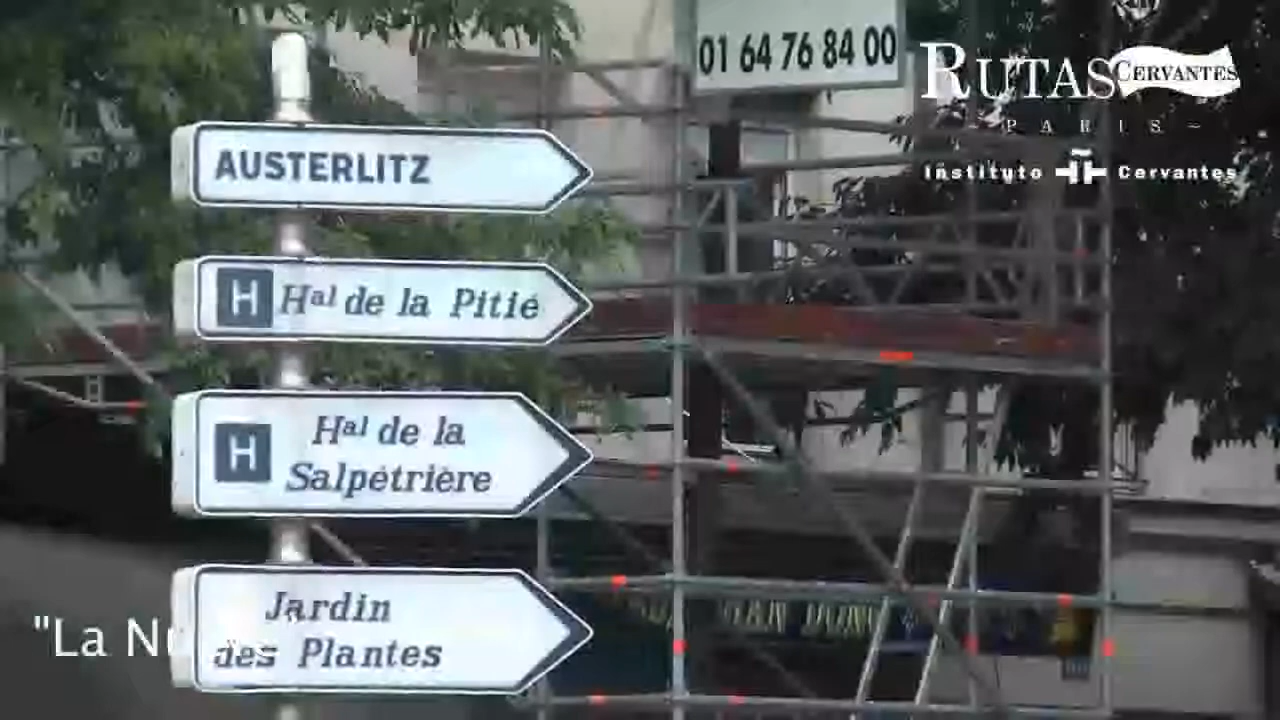 01 64 76 84 00
RUTAS CERVANTES
~ PARIS ~
Instituto Cervantes
AUSTERLITZ
H Hal de la Pitié
H Hal de la
Salpêtrière
Jardin
des Plantes
"La Nu